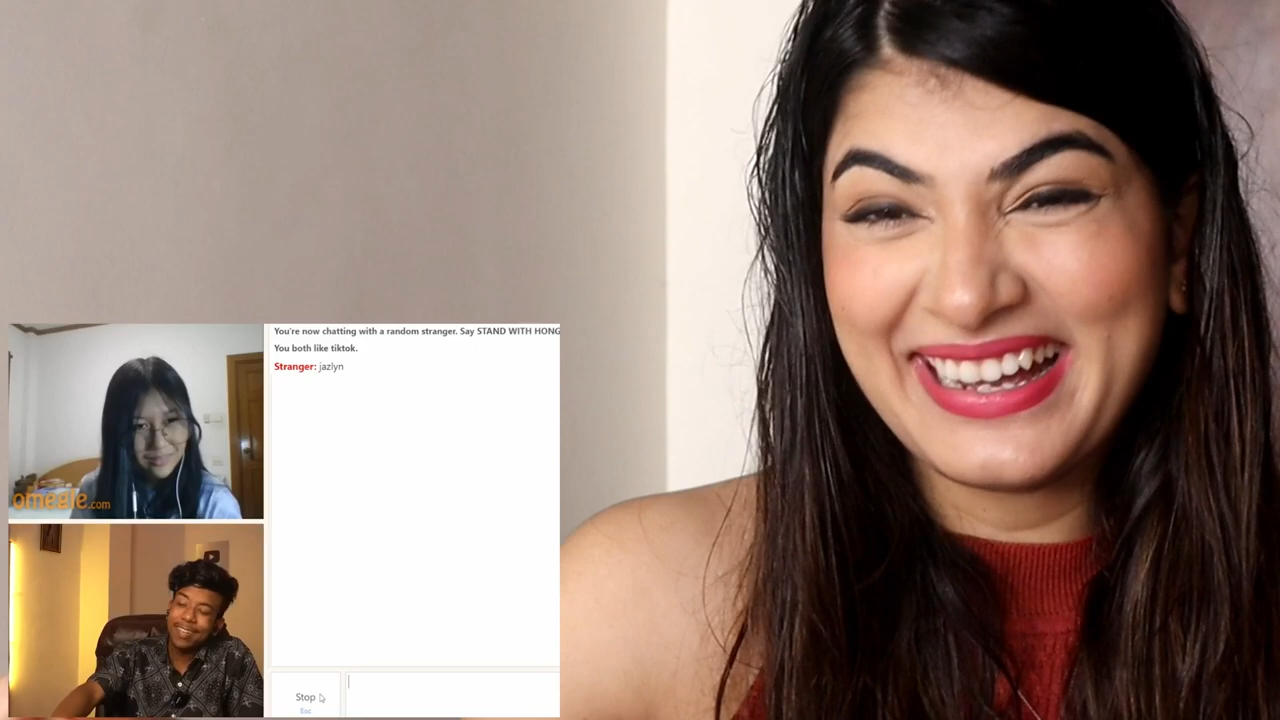 You're now chatting with a random stranger. Say STAND WITH HONG
You both like tiktok.
Stranger: jazlyn
omegle.com
Stop
Esc